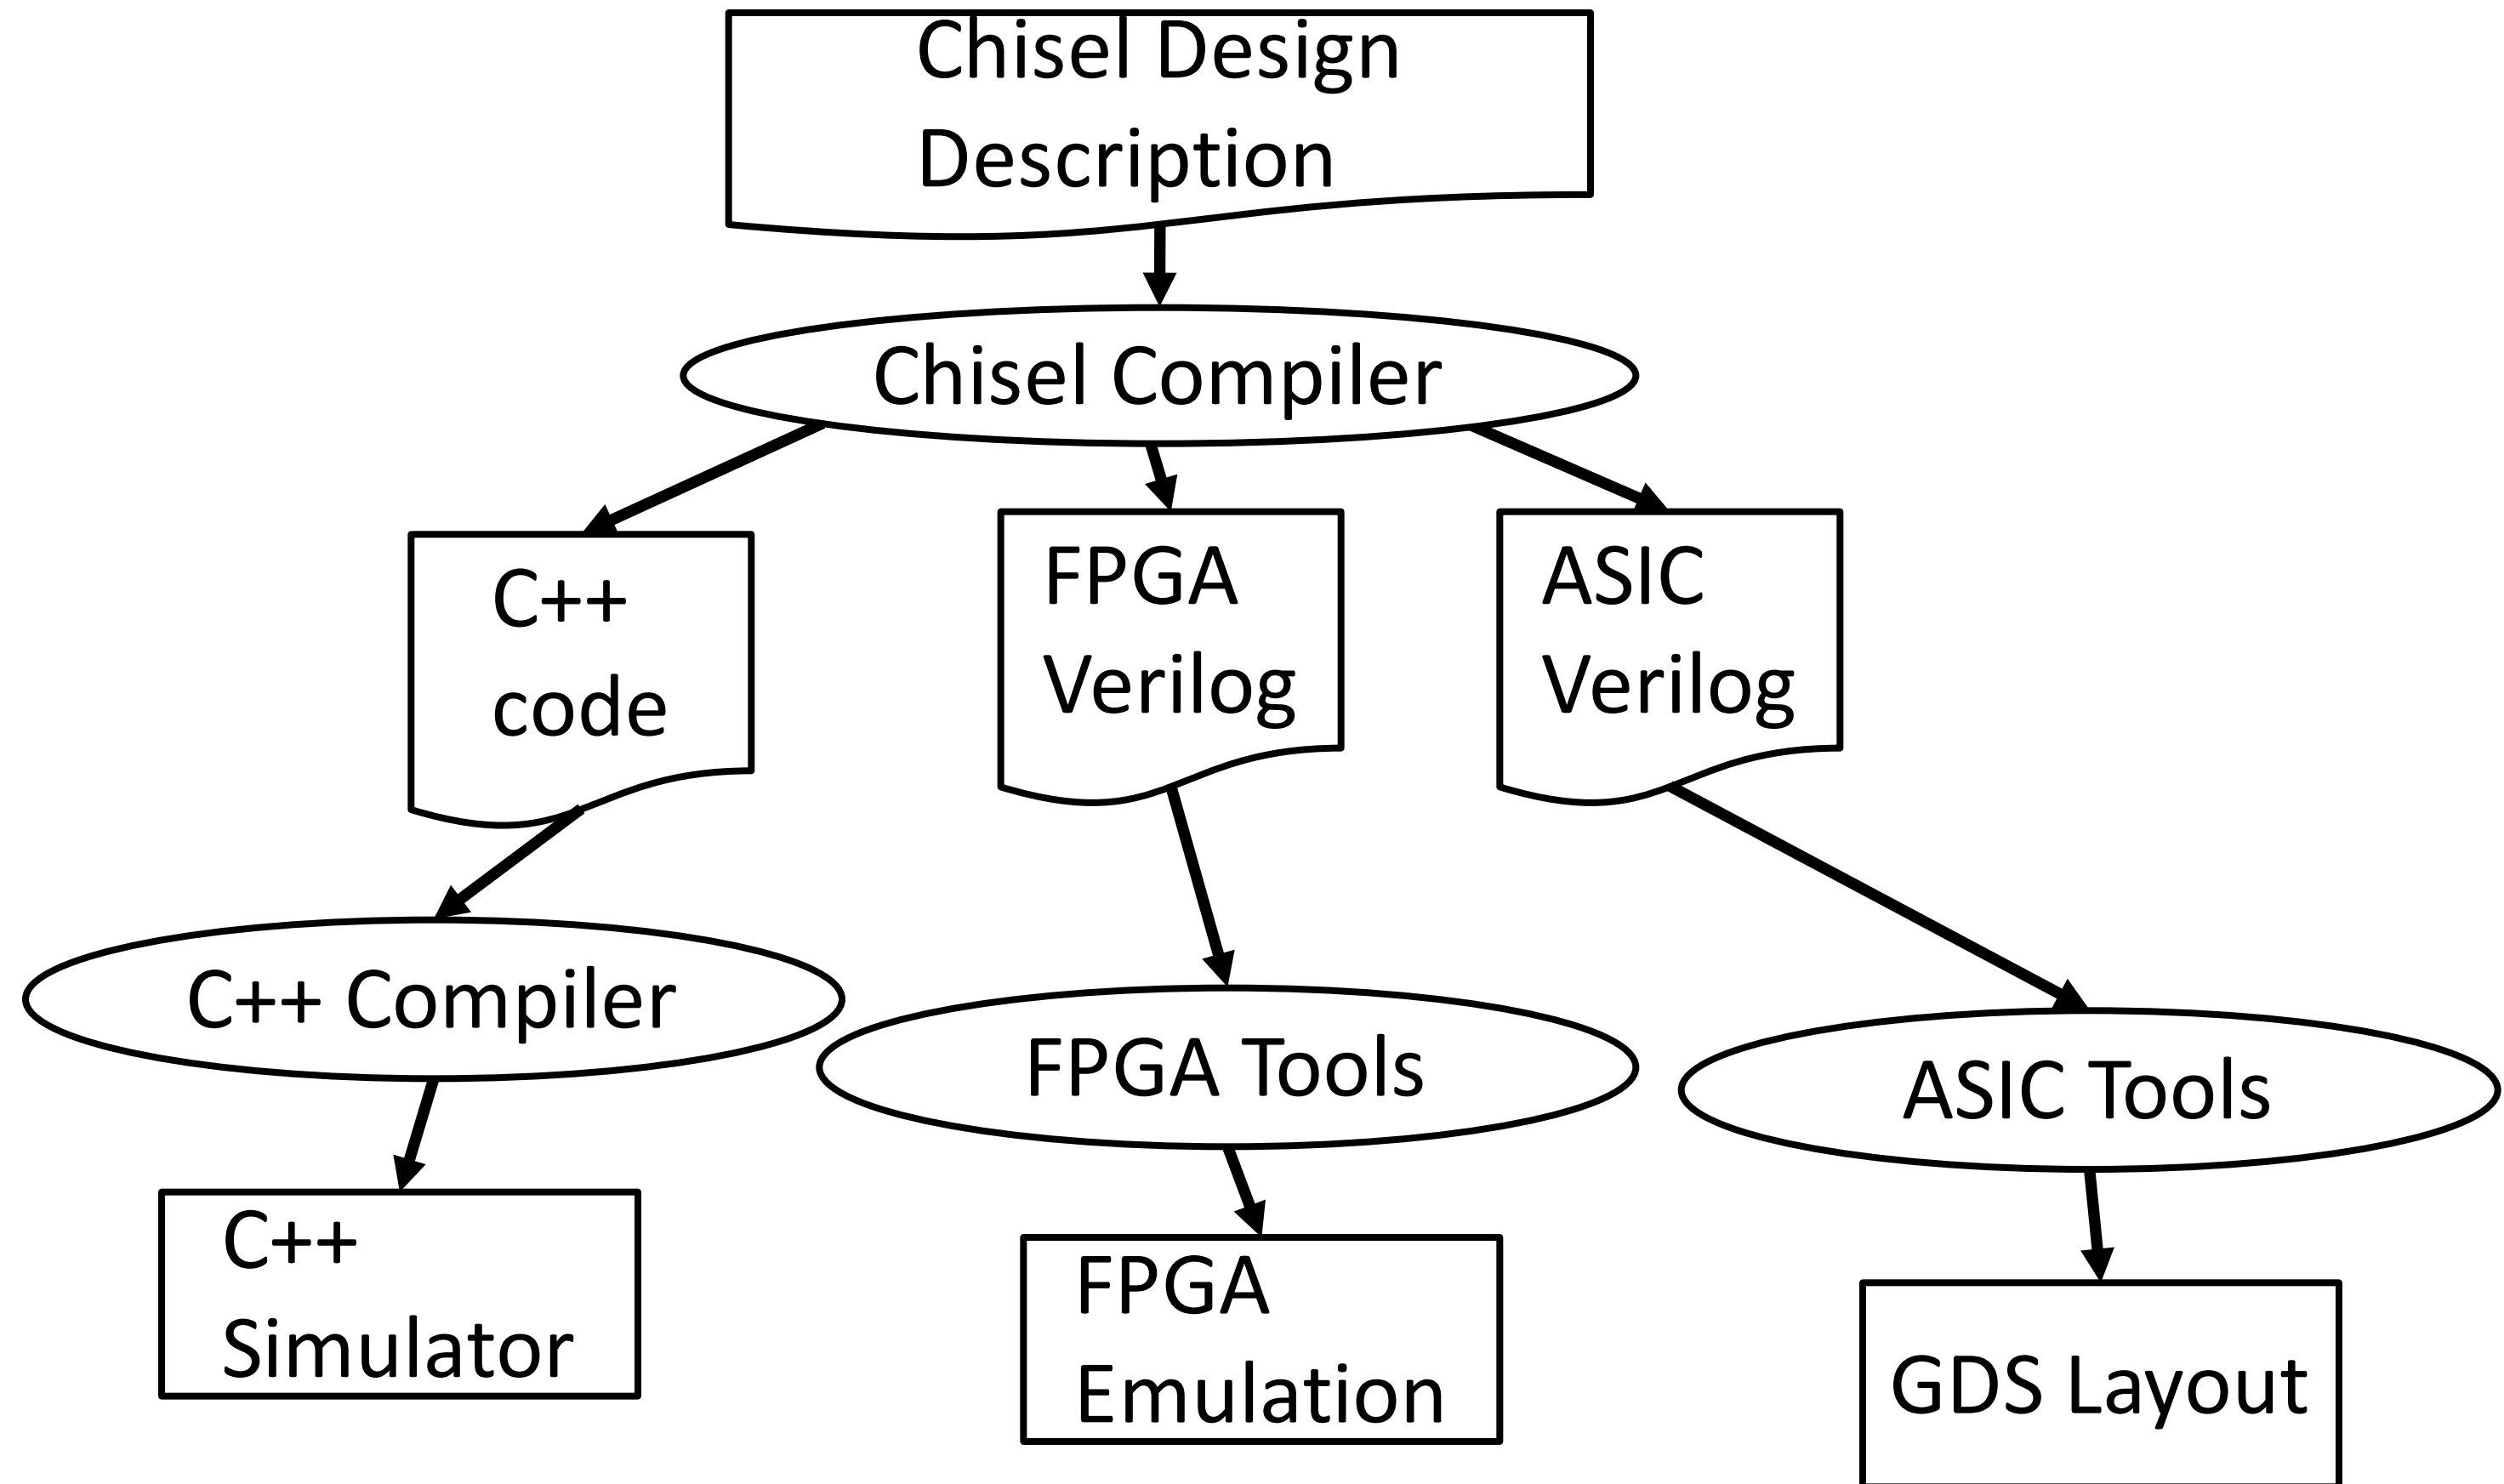 Chisel Design
Description
Chisel Compiler
C++
code
FPGA
Verilog
ASIC
Verilog
C++ Compiler
FPGA Tools
ASIC Tools
C++
Simulator
FPGA
Emulation
GDS Layout